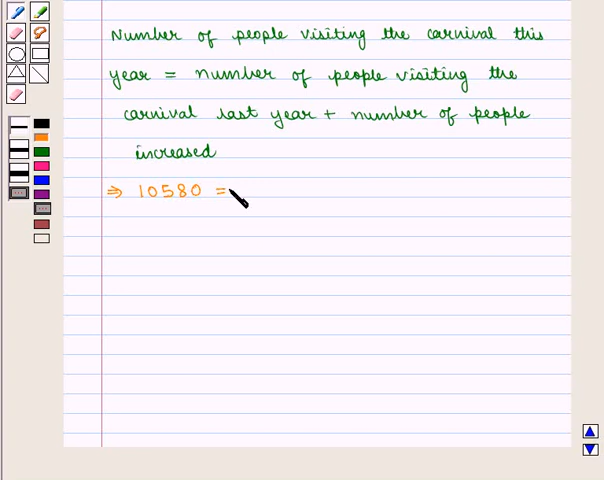 Number of people visiting the carnival this
year = number of people visiting the
carnival last year + number of people
increased
⇒ 10580 =